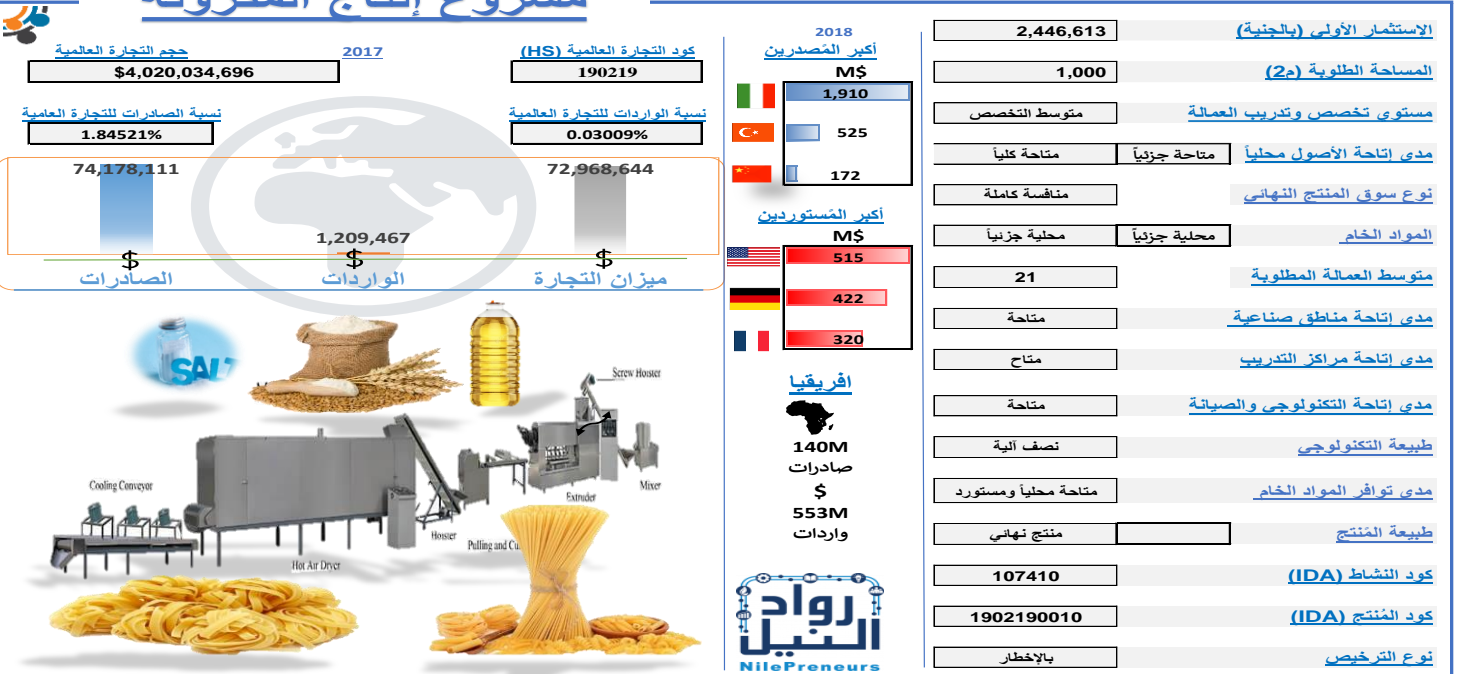 مشروع إنتاج المكرونة
الاستثمار الأولى (بالجنية) 2,446,613
المساحة الطلوبة (م2) 1,000
مستوى تخصص وتدريب العمالة متوسط التخصص
مدى إتاحة الأصول محلياً متاحة جزئياً متاحة كلياً
نوع سوق المنتج النهائى منافسة كاملة
المواد الخام محلية جزئياً محلية جزئياً
متوسط العمالة المطلوبة 21
مدى إتاحة مناطق صناعية متاحة
مدى إتاحة مراكز التدريب متاح
مدى إتاحة التكنولوجى والصيانة متاحة
طبيعة التكنولوجي نصف آلية
مدى توافر المواد الخام متاحة محلياً ومستورد
طبيعة المُنتج منتج نهائي
كود النشاط (IDA) 107410
كود المُنتج (IDA) 1902190010
نوع الترخيص بالإخطار
2018
أكبر المُصدرين
M$
1,910
525
172
أكبر المُستوردين
M$
515
422
320
افريقيا
140M
صادرات
$
553M
واردات
رواد
النيل
NilePreneurs
كود التجارة العالمية (HS) 2017 حجم التجارة العالمية
190219 $4,020,034,696
نسبة الواردات للتجارة العالمية نسبة الصادرات للتجارة العامية
0.03009% 1.84521%
72,968,644 1,209,467 74,178,111
$ $ $
ميزان التجارة الواردات الصادرات
SALT
Screw Hoister
Mixer
Extruder
Cooling Conveyor
Hoister
Pulling and Cu
Hot Air Dryer